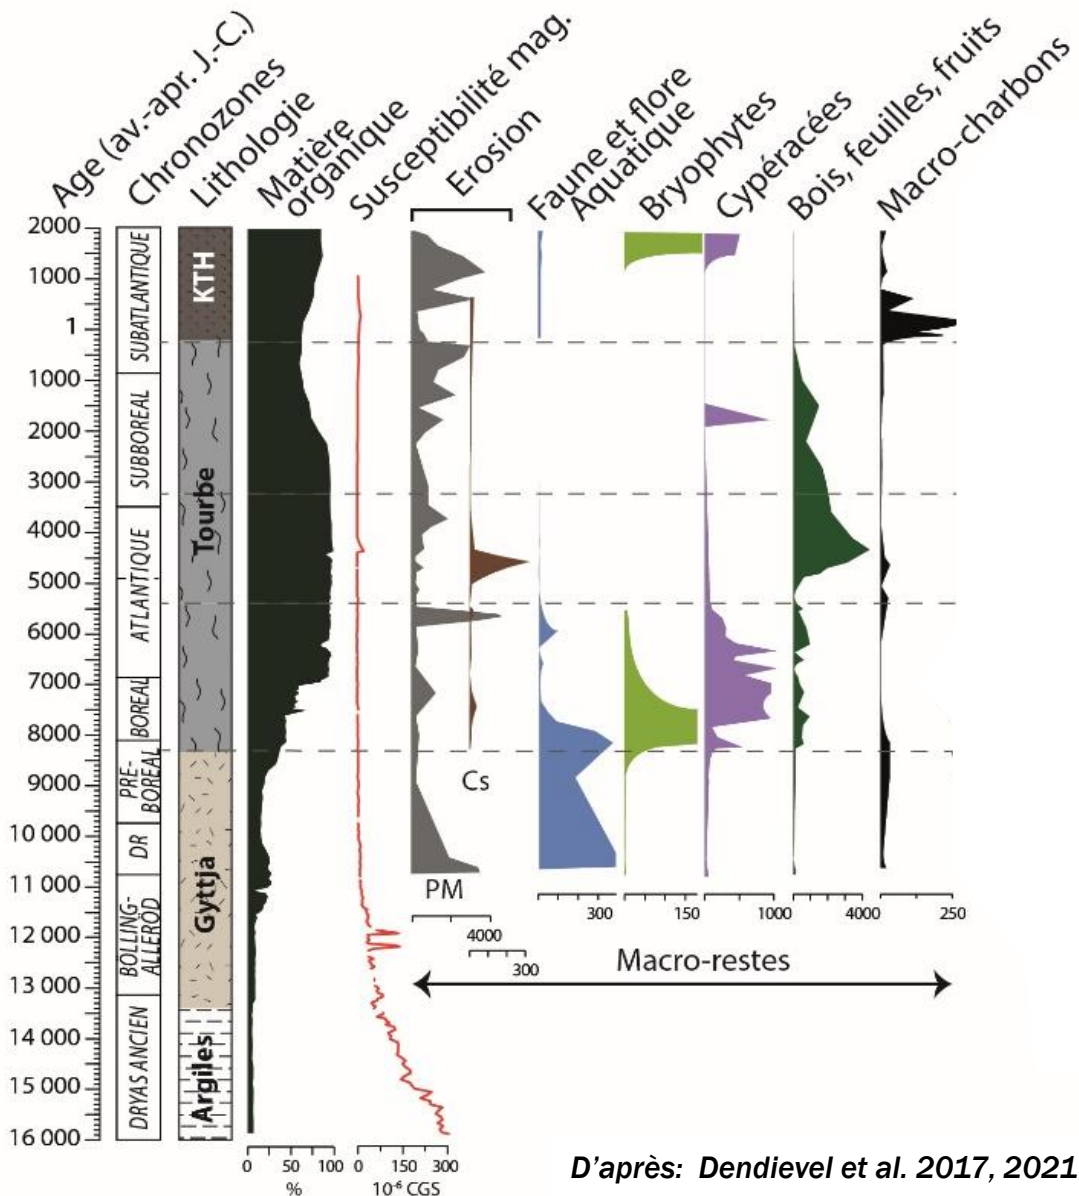 Age (av.-apr. J.-C.)
Chronozones
Lithologie
Matière
organique
Susceptibilité mag.
Erosion
Faune et flore
Aquatique
Bryophytes
Cypéracées
Bois, feuilles, fruits
Macro-charbons
2000
1000
1
1000
2000
3000
4000
5000
6000
7000
8000
9000
10 000
11 000
12 000
13 000
14 000
15 000
16 000
SUBATLANTIQUE
SUBBOREAL
ATLANTIQUE
BOREAL
PRE-
BOREAL
DR
BOLLING-
ALLEROD
DRYAS ANCIEN
KTH
Tourbe
Gyttja
Argiles
Cs
PM
4000
300
300
150
1000
4000
250
Macro-restes
0 50 100
%
0 150 300
10⁻⁶ CGS
D'après: Dendievel et al. 2017, 2021